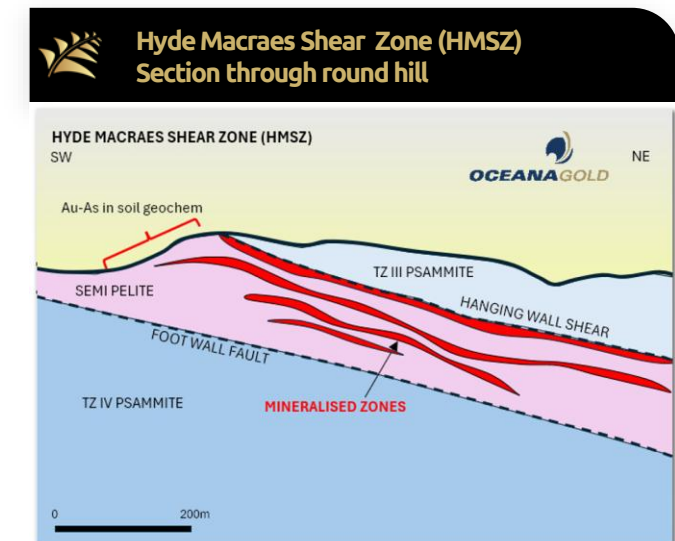 Hyde Macraes Shear  Zone (HMSZ)
Section through round hill
HYDE MACRAES SHEAR ZONE (HMSZ)
SW
NE
OCEANAGOLD
Au-As in soil geochem
TZ III PSAMMITE
SEMI PELITE
HANGING WALL SHEAR
FOOT WALL FAULT
TZ IV PSAMMITE
MINERALISED ZONES
0
200m